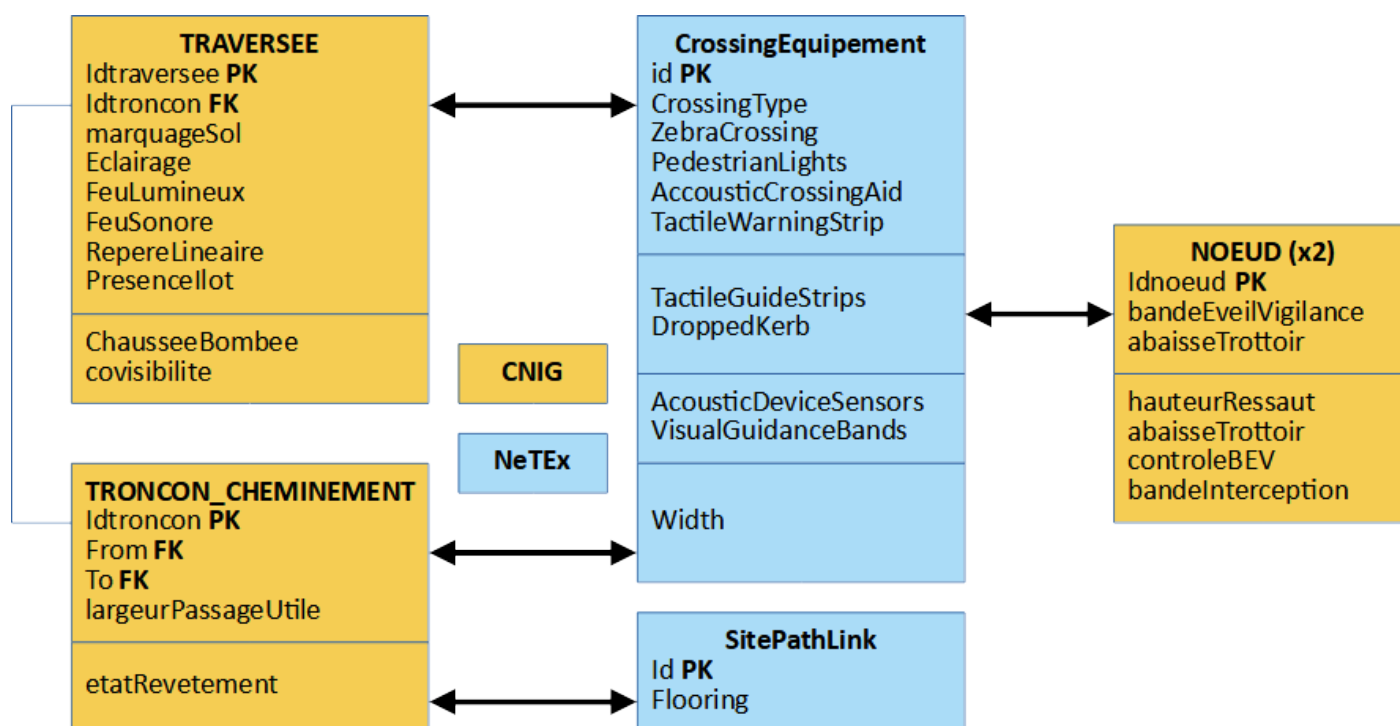 TRAVERSEE
Idtraversee PK
Idtroncon FK
marquageSol
Eclairage
FeuLumineux
FeuSonore
RepereLineaire
PresenceIlot
ChausseeBombee
covisibilite
TRONCON_CHEMINEMENT
Idtroncon PK
From FK
To FK
largeurPassageUtile
etatRevetement
CNIG
NeTEx
CrossingEquipement
id PK
CrossingType
ZebraCrossing
PedestrianLights
AccousticCrossingAid
TactileWarningStrip
TactileGuideStrips
DroppedKerb
AcousticDeviceSensors
VisualGuidanceBands
Width
SitePathLink
Id PK
Flooring
NOEUD (x2)
Idnoeud PK
bandeEveilVigilance
abaisseTrottoir
hauteurRessaut
abaisseTrottoir
controleBEV
bandeInterception